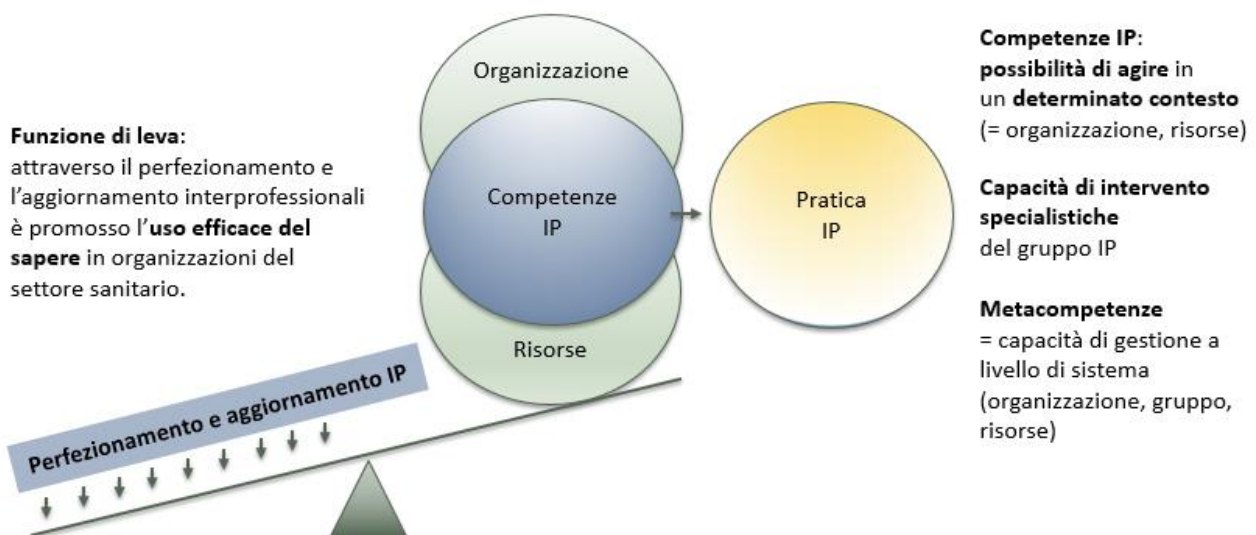 Funzione di leva:
attraverso il perfezionamento e
l’aggiornamento interprofessionali
è promosso l’uso efficace del
sapere in organizzazioni del
settore sanitario.
Perfezionamento e aggiornamento IP
Organizzazione
Competenze
IP
Risorse
Pratica
IP
Competenze IP:
possibilità di agire in
un determinato contesto
(= organizzazione, risorse)
Capacità di intervento
specialistiche
del gruppo IP
Metacompetenze
= capacità di gestione a
livello di sistema
(organizzazione, gruppo,
risorse)